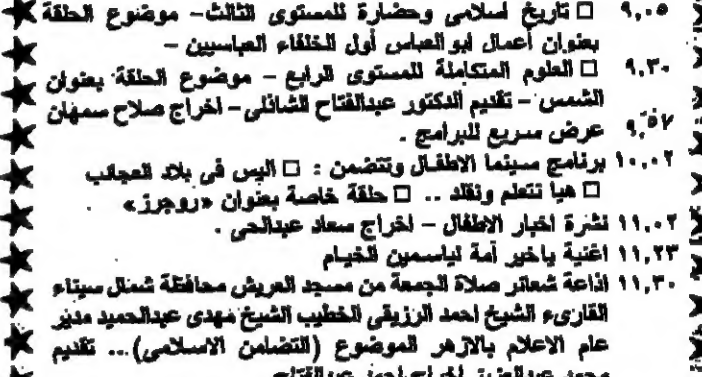 ٩,٠٥ □ تاريخ اسلامى وحضارة للمستوى الثالث– موضوع الحلقة
بعنوان أعمال ابو العباس أول الخلفاء العباسيين –
٩,٣٠ □ العلوم المتكاملة للمستوى الرابع – موضوع الحلقة بعنوان
الشمس – تقديم الدكتور عبدالفتاح الشاذلى – اخراج صلاح سمهان
٩,٥٧ عرض سريع للبرامج .
١٠,٠٢ برنامج سينما الاطفال وتتضمن : □ اليس فى بلاد العجائب
□ هيا نتعلم ونقلد .. □ حلقة خاصة بعنوان «روجرز»
١١,٠٢ نشرة اخبار الاطفال – اخراج سعاد عبدالحى .
١١,٢٣ اغنية ياخير أمة لياسمين الخيام
١١,٣٠ اذاعة شعائر صلاة الجمعة من مسجد العريش محافظة شمال سيناء
القارىء الشيخ احمد الرزيقى الخطيب الشيخ مهدى عبدالحميد مدير
عام الاعلام بالازهر الموضوع (التضامن الاسلامى)... تقديم